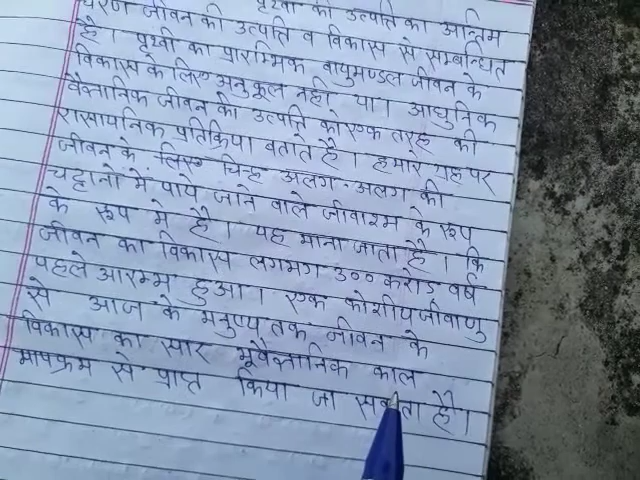 पृथ्वी की उत्पति का अन्तिम
चरण जीवन की उत्पति व विकास से सम्बन्धित
है। पृथ्वी का प्रारम्भिक वायुमण्डल जीवन के
विकास के लिए अनुकूल नही था। आधुनिक
वैज्ञानिक जीवन की उत्पति को एक तरह की
रासायनिक प्रतिक्रिया बताते है। हमारे ग्रह पर
जीवन के लिए चिन्ह अलग-अलग की
चट्टानो में पाये जाने वाले जीवाश्म के रूप
के रूप मे है। यह माना जाता है। कि
जीवन का विकास लगभग 300 करोड वर्ष
पहले आरम्भ हुआ। एक कोशीय जीवाणु
से आज के मनुष्य तक जीवन के
विकास का सार भूवैज्ञानिक काल
मापक्रम से प्राप्त किया जा सकता है।